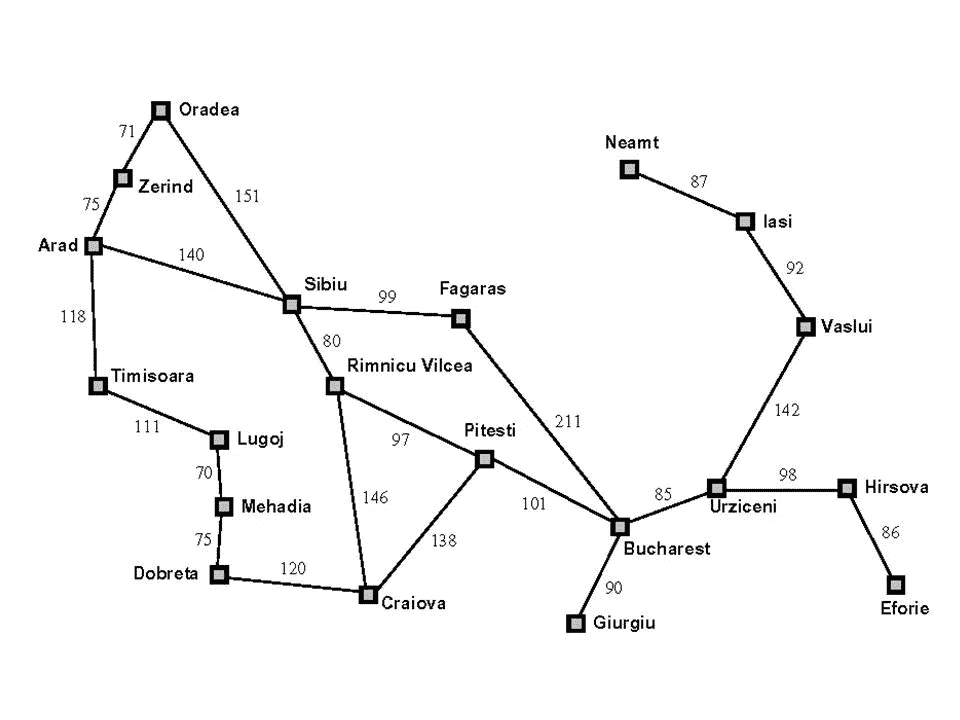 Oradea
71
Neamt
87
Zerind
151
75
Iasi
Arad
140
92
Sibiu
Fagaras
99
118
80
Vaslui
Rimnicu Vilcea
Timisoara
142
211
111
Pitesti
Lugoj
97
70
98
Hirsova
85
146
101
Urziceni
Mehadia
86
75
138
Bucharest
Dobreta
120
90
Craiova
Eforie
Giurgiu